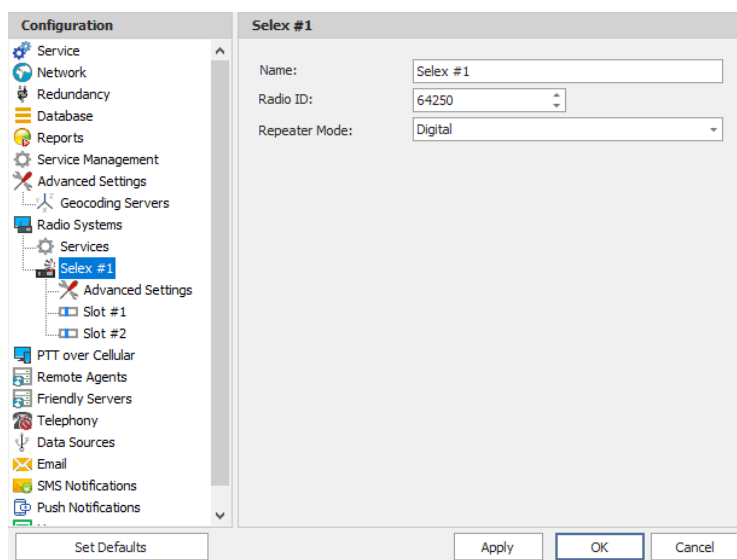 Configuration
Service
Network
Redundancy
Database
Reports
Service Management
Advanced Settings
Geocoding Servers
Radio Systems
Services
Selex #1
Advanced Settings
Slot #1
Slot #2
PTT over Cellular
Remote Agents
Friendly Servers
Telephony
Data Sources
Email
SMS Notifications
Push Notifications
Set Defaults
Selex #1
Name: Selex #1
Radio ID: 64250
Repeater Mode: Digital
Apply OK Cancel